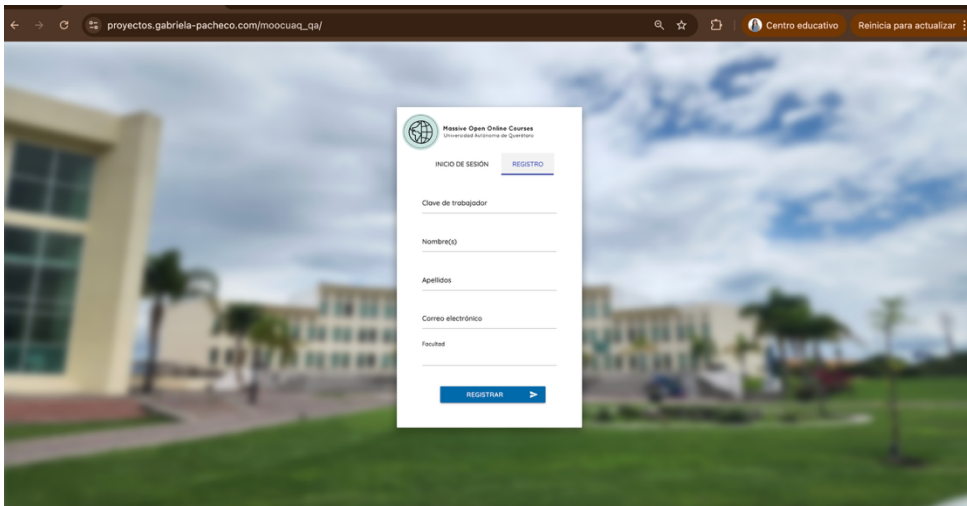 proyectos.gabriela-pacheco.com/moocuaq_qa/
Centro educativo
Reinicia para actualizar
Massive Open Online Courses
Universidad Autónoma de Querétaro
INICIO DE SESIÓN
REGISTRO
Clave de trabajador
Nombre(s)
Apellidos
Correo electrónico
Facultad
REGISTRAR